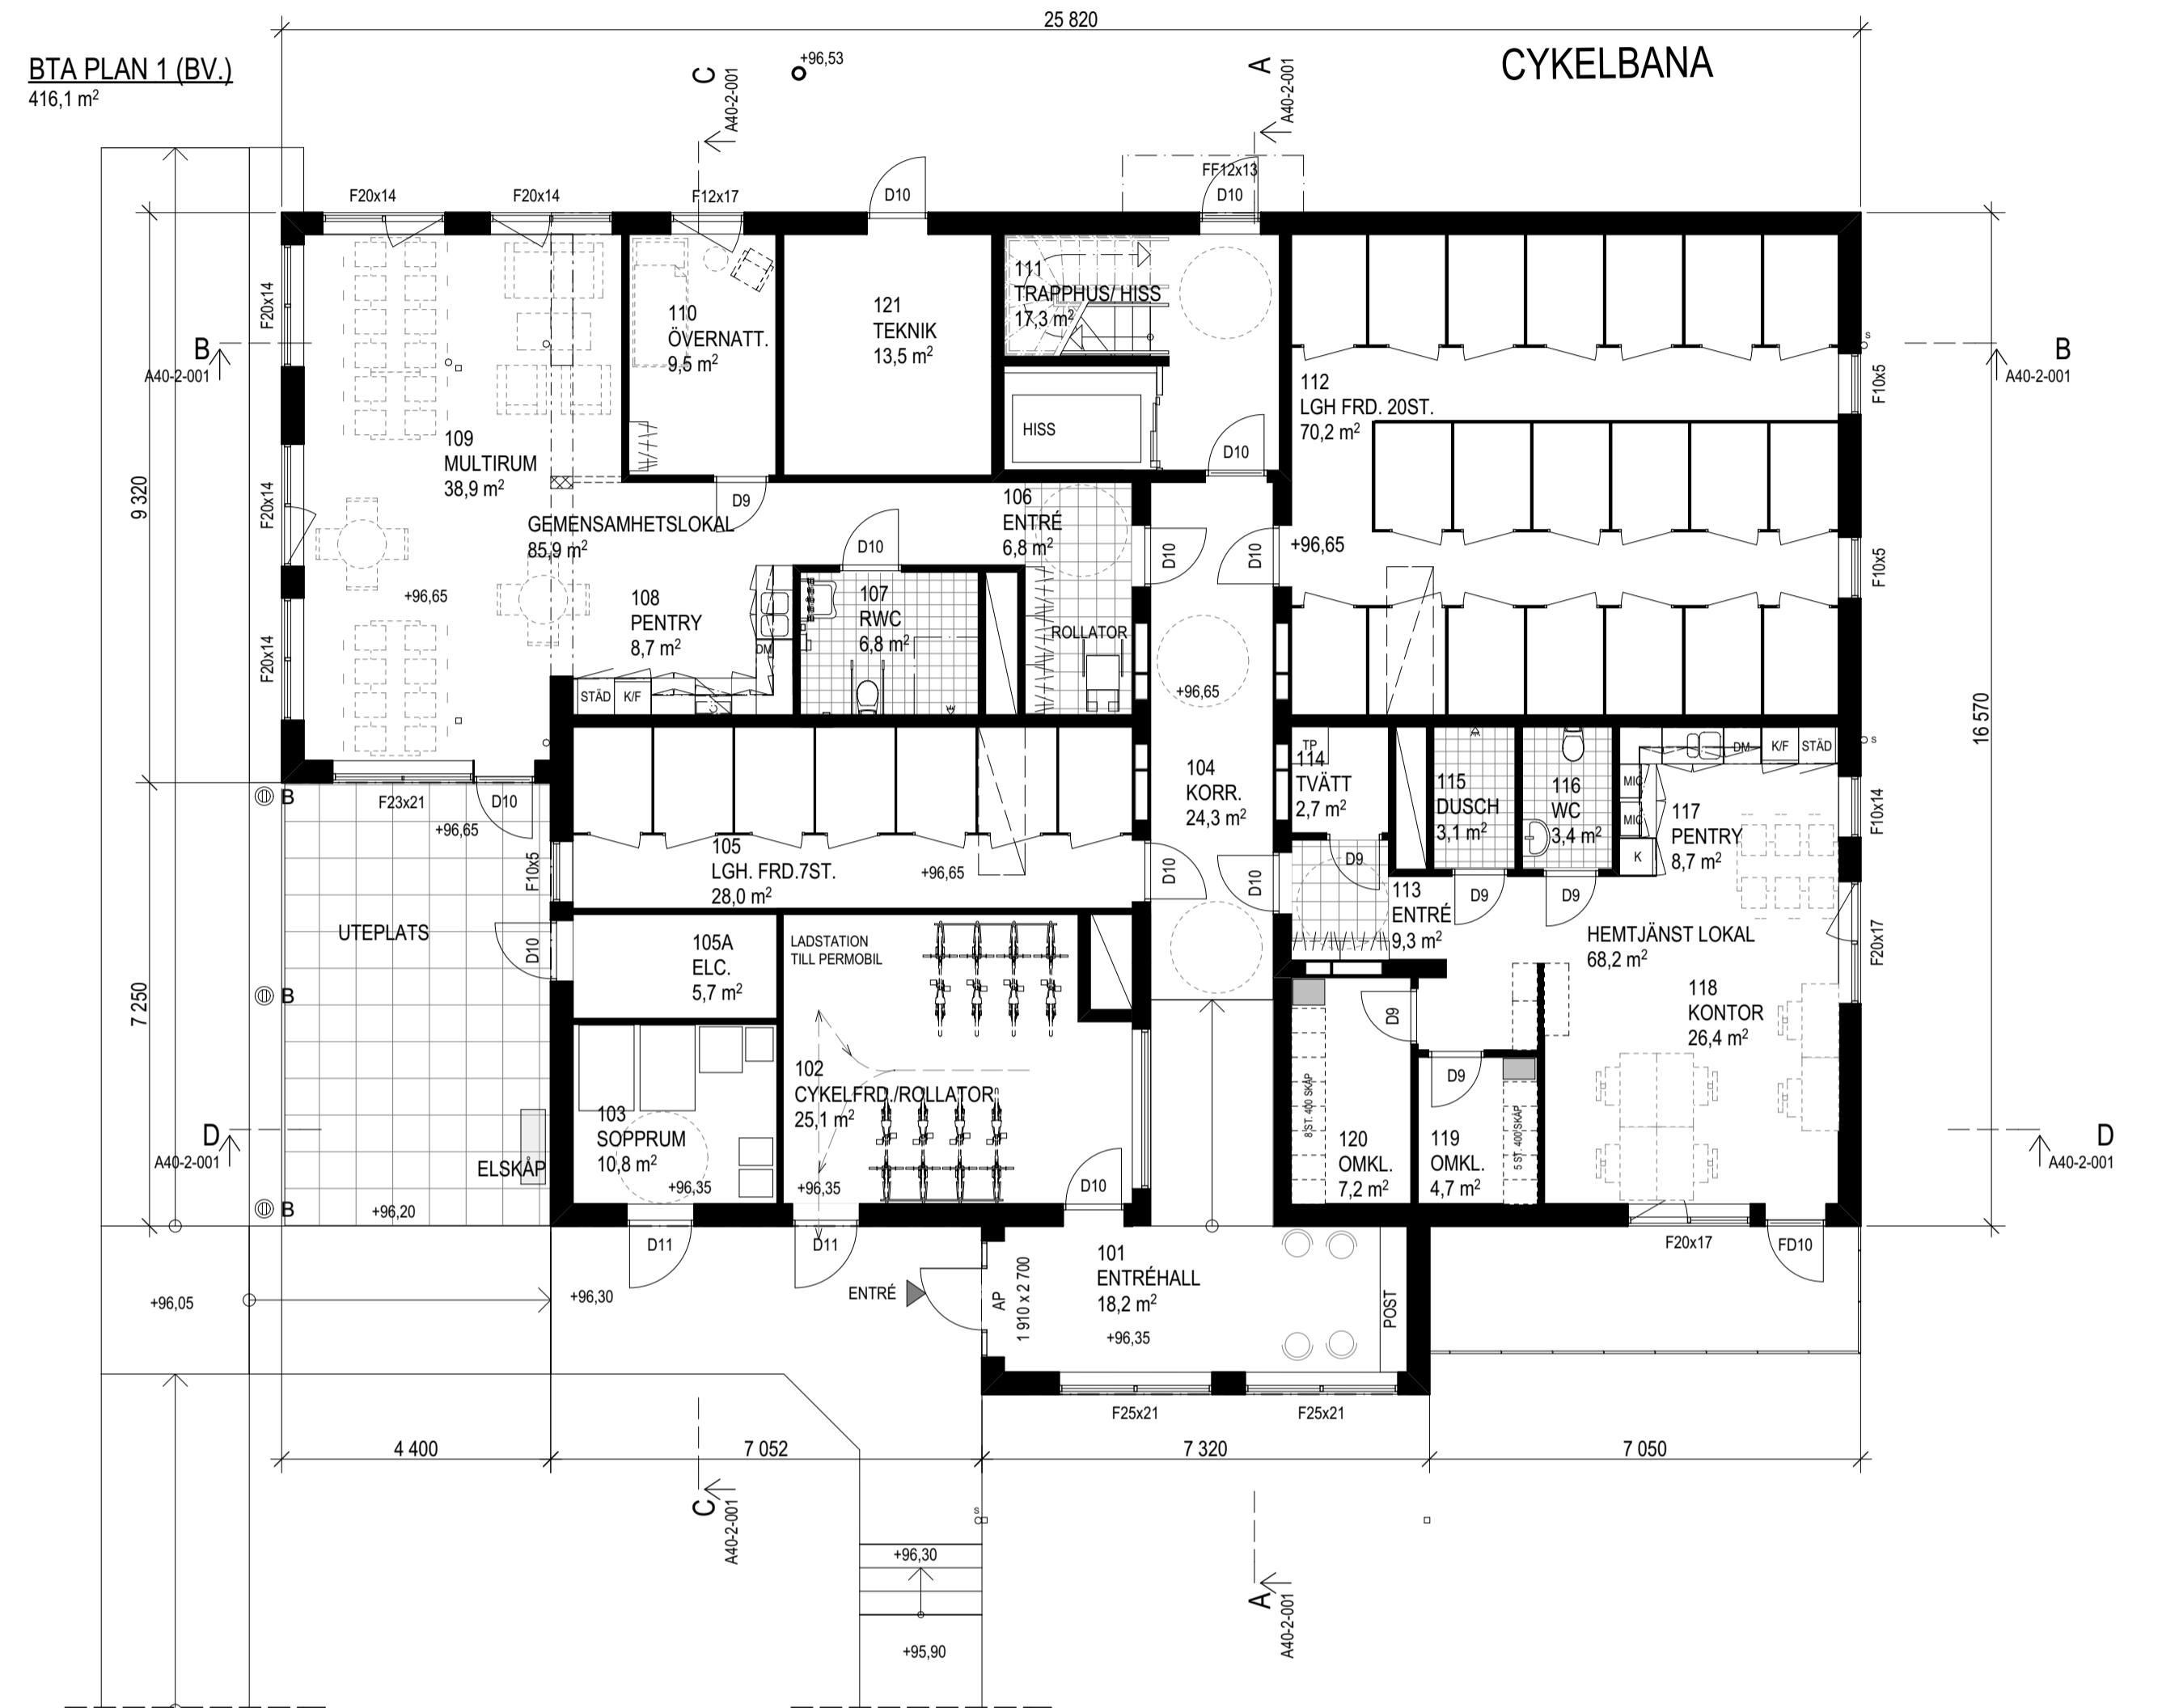 25 820
BTA PLAN 1 (BV.)
416,1 m²
C
A40-2-001
+96,53
A
A40-2-001
CYKELBANA
F20x14
F20x14
F12x17
D10
FF12x13
D10
9 320
F20x14
F20x14
F20x14
B
A40-2-001
109
MULTIRUM
38,9 m²
110
ÖVERNATT.
9,5 m²
121
TEKNIK
13,5 m²
111
TRAPPHUS/ HISS
17,3 m²
HISS
D10
112
LGH FRD. 20ST.
70,2 m²
F10x5
F10x5
B
A40-2-001
16 570
D9
GEMENSAMHETSLOKAL
85,9 m²
D10
106
ENTRÉ
6,8 m²
D10
D10
+96,65
+96,65
108
PENTRY
8,7 m²
DM
107
RWC
6,8 m²
ROLLATOR
STÄD
K/F
+96,65
s
s
F23x21
D10
+96,65
B
B
B
F10x5
105
LGH. FRD.7ST.
28,0 m²
+96,65
104
KORR.
24,3 m²
D10
D10
TP
114
TVÄTT
2,7 m²
D9
115
DUSCH
3,1 m²
D9
116
WC
3,4 m²
D9
DM
K/F
STÄD
MIC
MIC
K
117
PENTRY
8,7 m²
F10x14
F20x17
113
ENTRÉ
9,3 m²
HEMTJÄNST LOKAL
68,2 m²
118
KONTOR
26,4 m²
7 250
UTEPLATS
D10
105A
ELC.
5,7 m²
LADSTATION
TILL PERMOBIL
102
CYKELFRD./ROLLATOR
25,1 m²
+96,35
103
SOPPRUM
10,8 m²
+96,35
D10
D9
8 ST. 400 SKÅP
120
OMKL.
7,2 m²
D9
119
OMKL.
4,7 m²
5 ST. 400 SKÅP
D
A40-2-001
D
A40-2-001
ELSKÅP
+96,20
D11
D11
F20x17
FD10
+96,05
+96,30
ENTRÉ
AP
1 910 x 2 700
101
ENTRÉHALL
18,2 m²
+96,35
POST
F25x21
F25x21
4 400
7 052
7 320
7 050
C
A40-2-001
s
+96,30
+95,90
A
A40-2-001